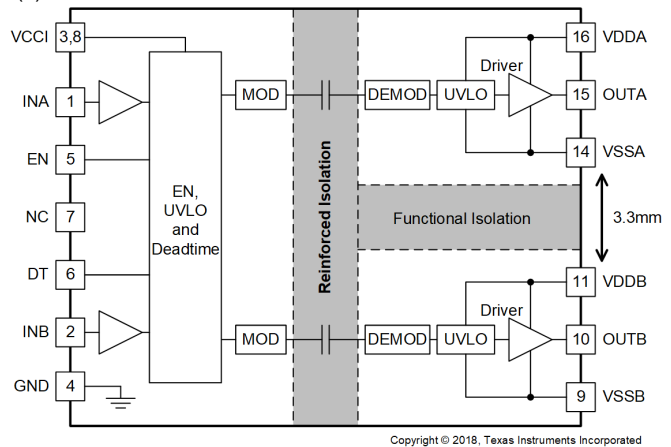 VCCI 3,8
16 VDDA
Driver
INA 1
MOD
DEMOD
UVLO
15 OUTA
EN 5
14 VSSA
EN,
UVLO
and
Deadtime
Reinforced Isolation
NC 7
Functional Isolation
3.3mm
DT 6
11 VDDB
Driver
INB 2
MOD
DEMOD
UVLO
10 OUTB
GND 4
9 VSSB
Copyright © 2018, Texas Instruments Incorporated